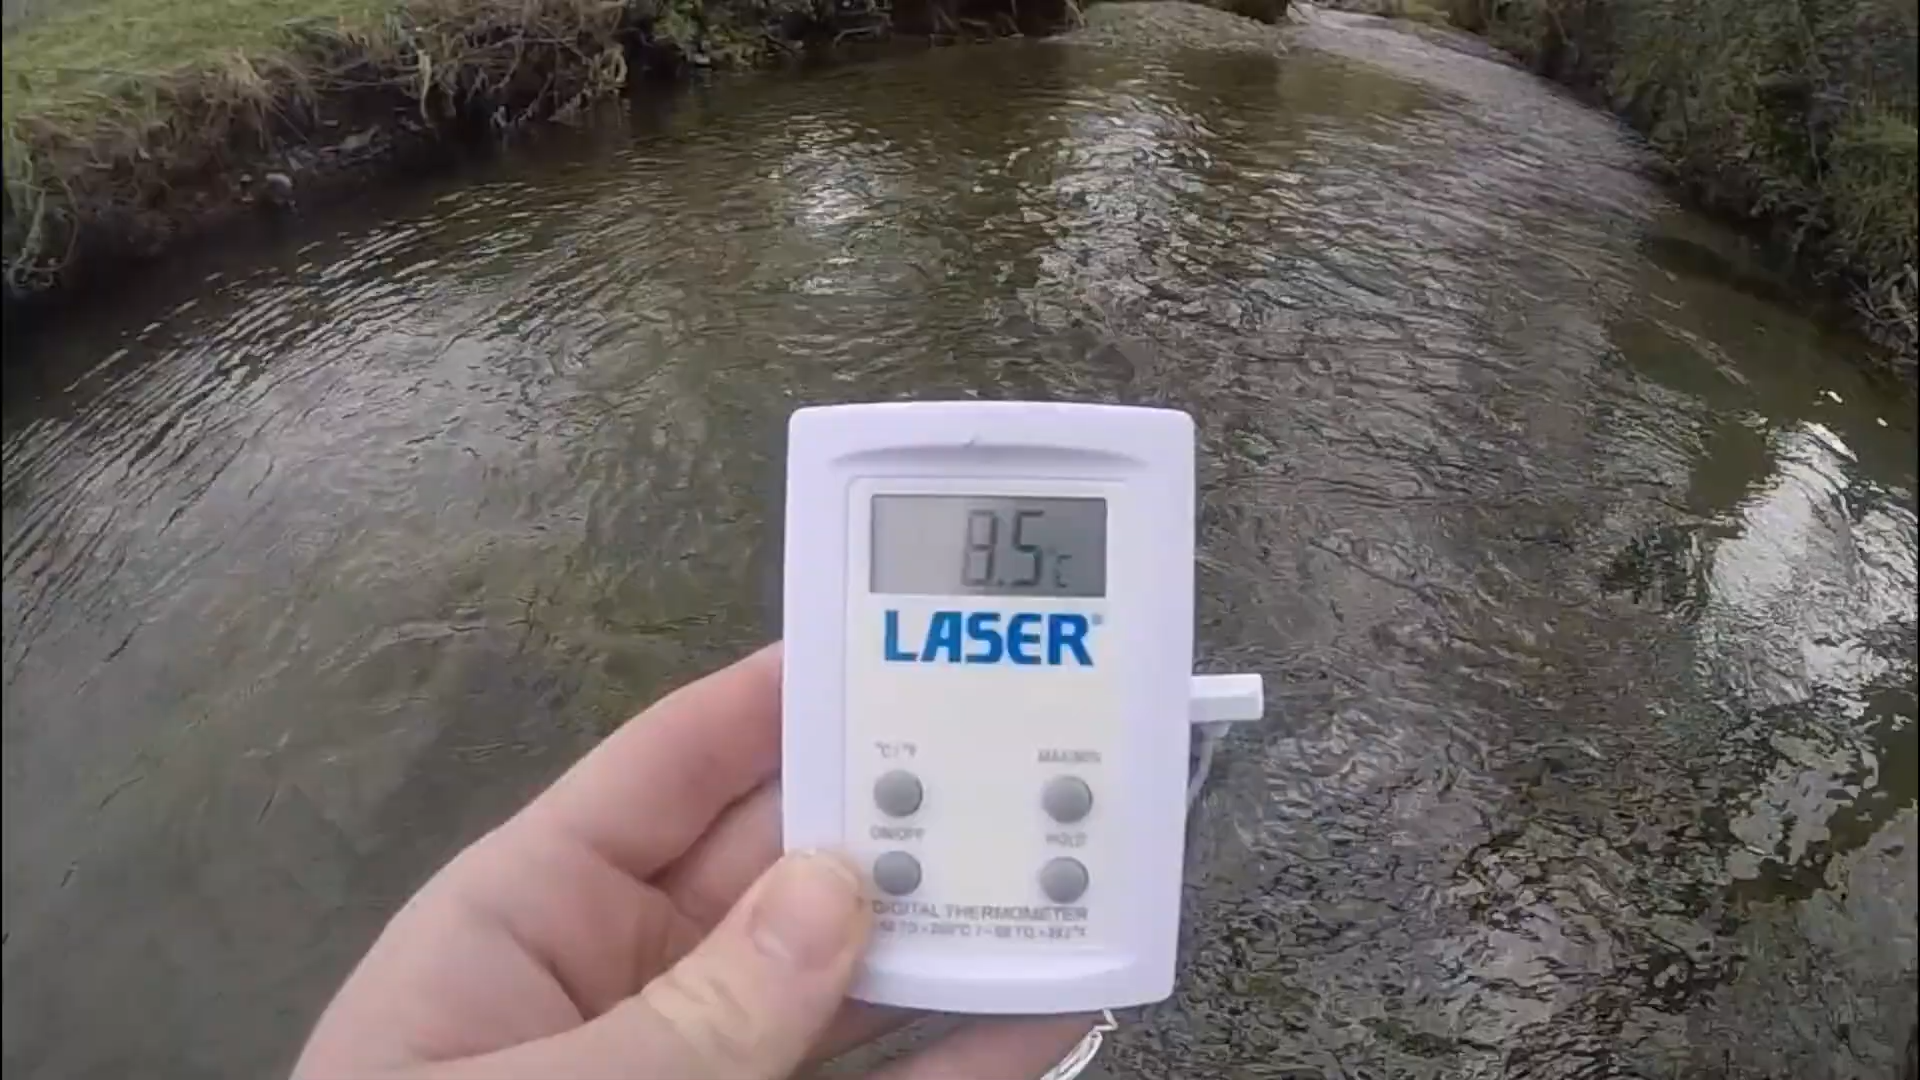 8.5°C
LASER®
°C / °F
MAX/MIN
ON/OFF
HOLD
DIGITAL THERMOMETER